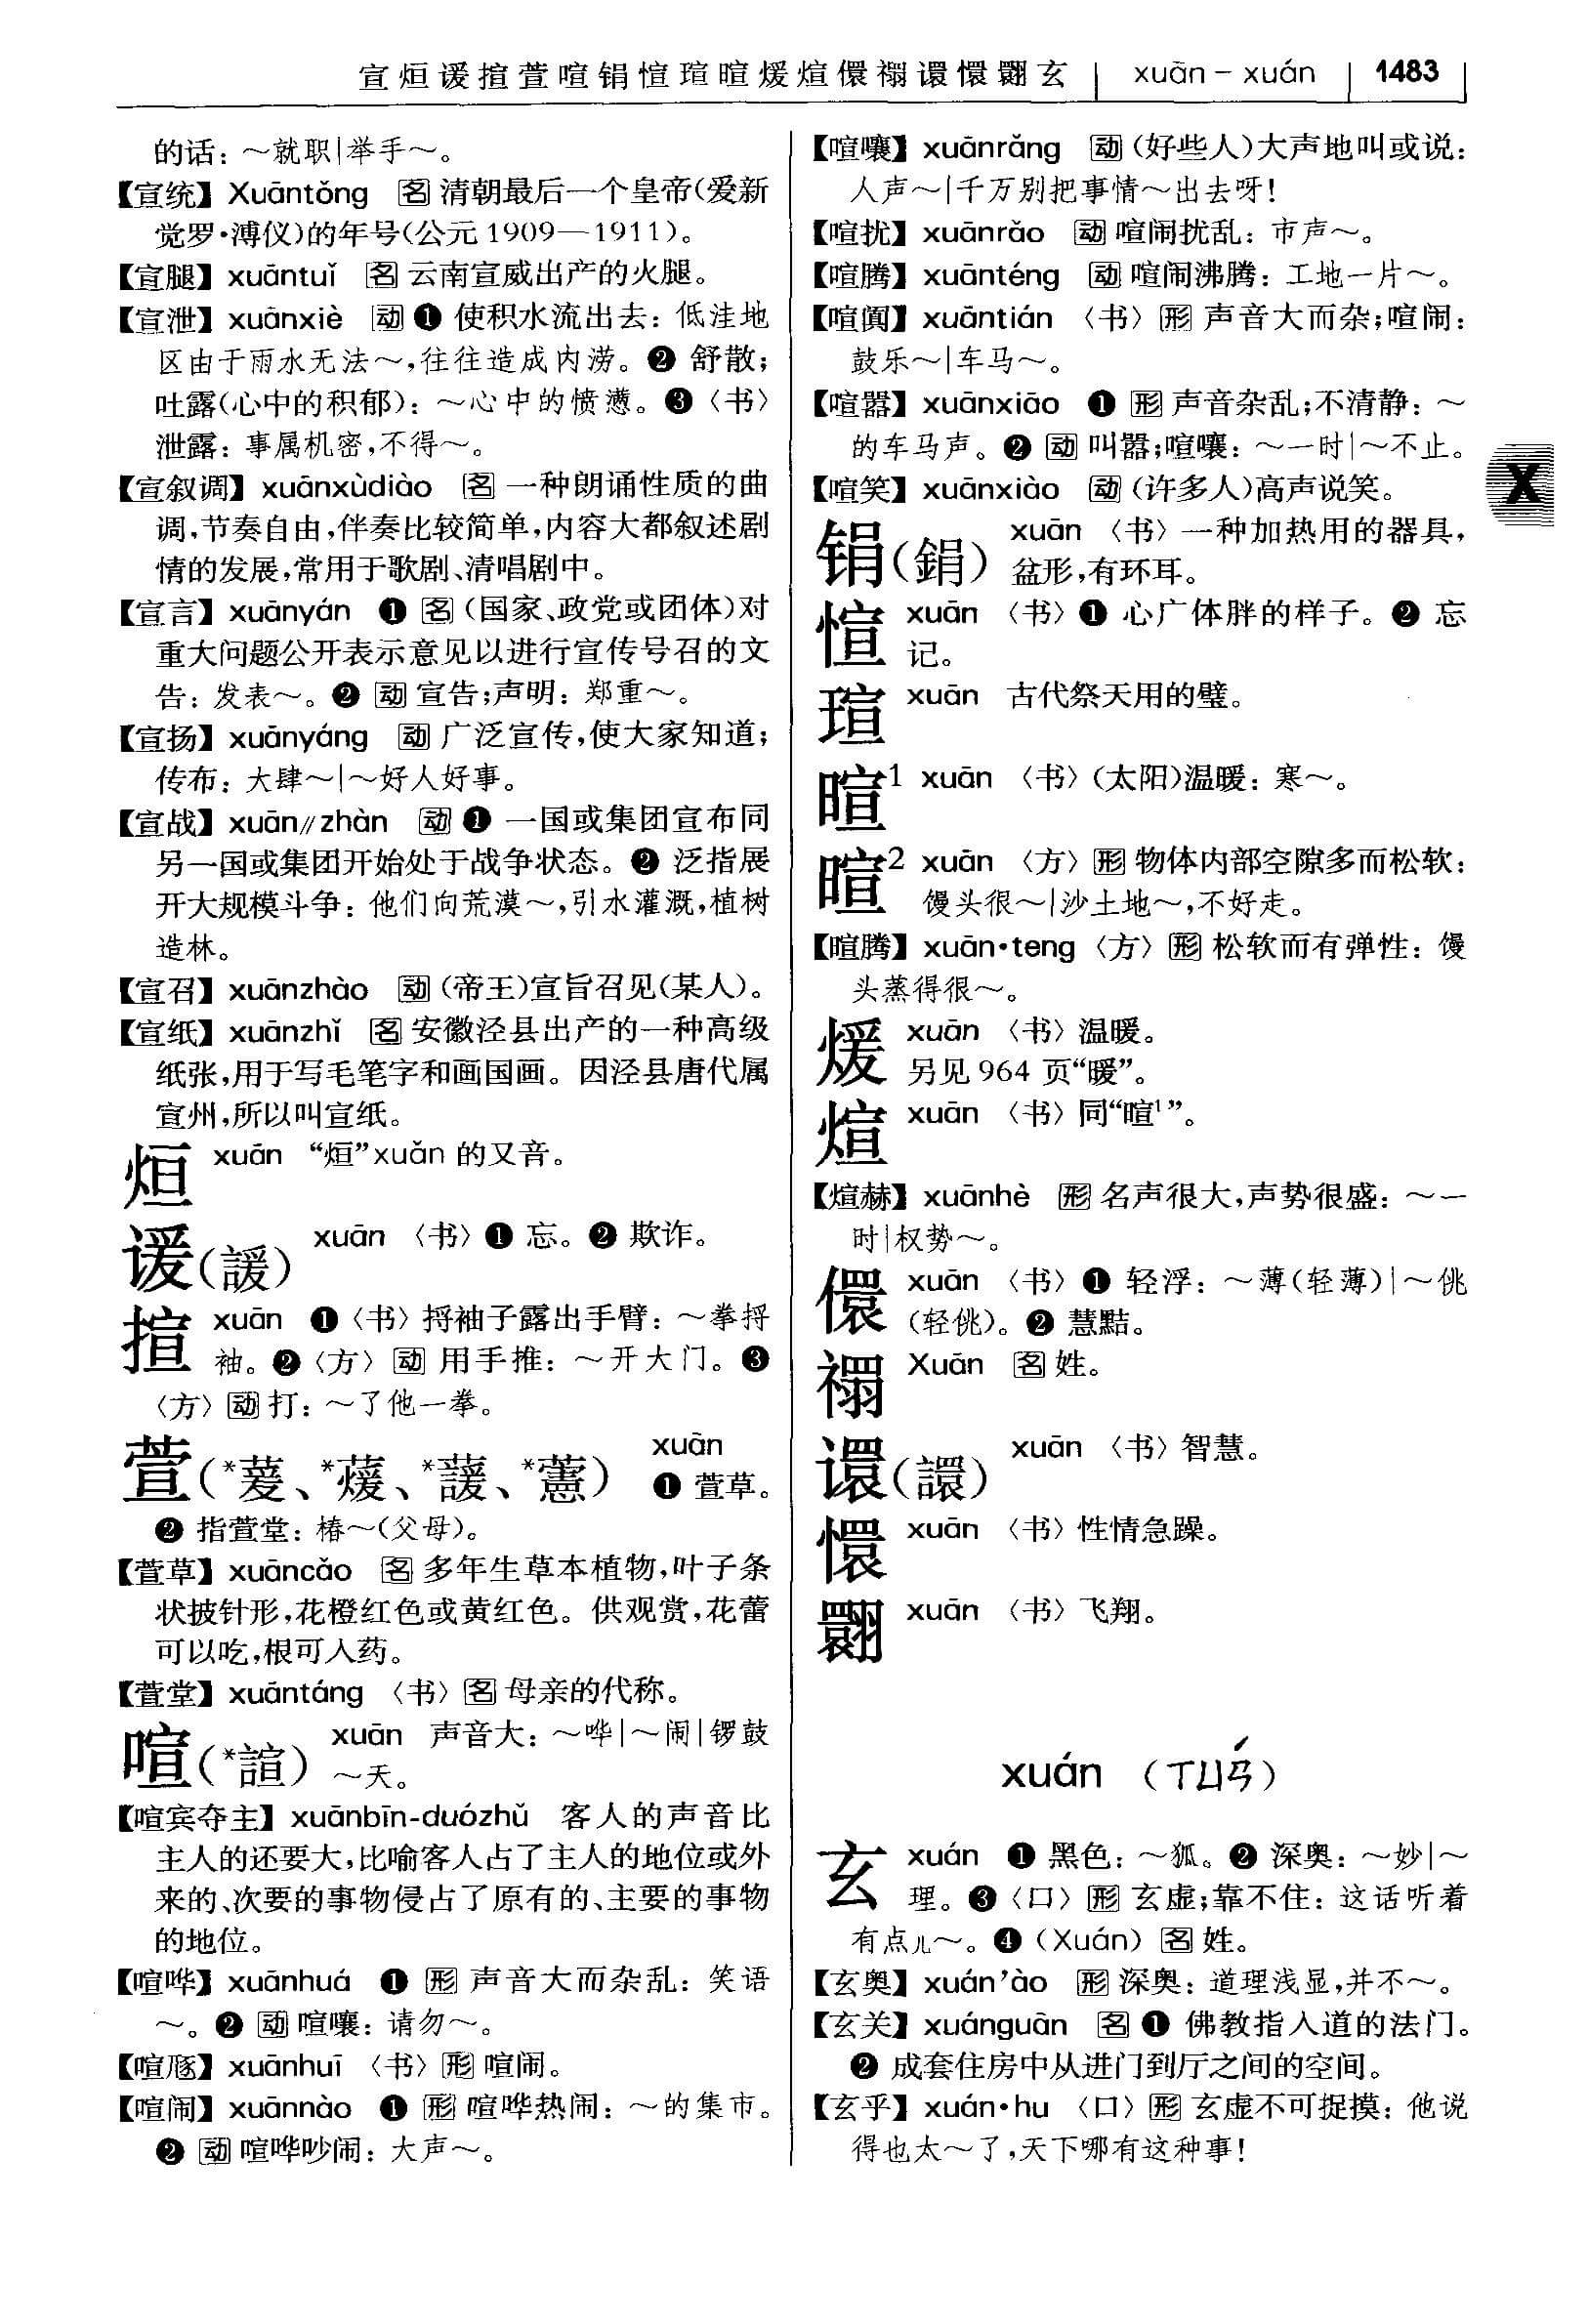 宣烜谖揎萱喧锅愃瑄暄煖煊儇禤譞懁翾玄 | xuān – xuán | 1483
的话：～就职|举手～。
【宣统】 Xuāntǒng 名 清朝最后一个皇帝(爱新
觉罗·溥仪)的年号(公元 1909—1911)。
【宣腿】 xuāntuǐ 名 云南宣威出产的火腿。
【宣泄】 xuānxiè 动 ❶ 使积水流出去：低洼地
区由于雨水无法～,往往造成内涝。❷ 舒散;
吐露(心中的积郁)：～心中的愤懑。❸〈书〉
泄露：事属机密,不得～。
【宣叙调】 xuānxùdiào 名 一种朗诵性质的曲
调,节奏自由,伴奏比较简单,内容大都叙述剧
情的发展,常用于歌剧、清唱剧中。
【宣言】 xuānyán ❶ 名 (国家、政党或团体)对
重大问题公开表示意见以进行宣传号召的文
告：发表～。❷ 动 宣告;声明：郑重～。
【宣扬】 xuānyáng 动 广泛宣传,使大家知道;
传布：大肆～|～好人好事。
【宣战】 xuān∥zhàn 动 ❶ 一国或集团宣布同
另一国或集团开始处于战争状态。❷ 泛指展
开大规模斗争：他们向荒漠～,引水灌溉,植树
造林。
【宣召】 xuānzhào 动 (帝王)宣旨召见(某人)。
【宣纸】 xuānzhǐ 名 安徽泾县出产的一种高级
纸张,用于写毛笔字和画国画。因泾县唐代属
宣州,所以叫宣纸。
烜 xuān “烜”xuǎn 的又音。
谖(諼) xuān 〈书〉❶ 忘。❷ 欺诈。
揎 xuān ❶〈书〉捋袖子露出手臂：～拳捋
袖。❷〈方〉动 用手推：～开大门。❸
〈方〉动 打：～了他一拳。
萱(*萲、*蕿、*蘐、*藼) xuān
❶ 萱草。
❷ 指萱堂：椿～(父母)。
【萱草】 xuāncǎo 名 多年生草本植物,叶子条
状披针形,花橙红色或黄红色。供观赏,花蕾
可以吃,根可入药。
【萱堂】 xuāntáng 〈书〉名 母亲的代称。
喧(*諠) xuān 声音大：～哗|～闹|锣鼓
～天。
【喧宾夺主】 xuānbīn-duózhǔ 客人的声音比
主人的还要大,比喻客人占了主人的地位或外
来的、次要的事物侵占了原有的、主要的事物
的地位。
【喧哗】 xuānhuá ❶ 形 声音大而杂乱：笑语
～。❷ 动 喧嚷：请勿～。
【喧豗】 xuānhuī 〈书〉形 喧闹。
【喧闹】 xuānnào ❶ 形 喧哗热闹：～的集市。
❷ 动 喧哗吵闹：大声～。
【喧嚷】 xuānrǎng 动 (好些人)大声地叫或说：
人声～|千万别把事情～出去呀!
【喧扰】 xuānrǎo 动 喧闹扰乱：市声～。
【喧腾】 xuānténg 动 喧闹沸腾：工地一片～。
【喧阗】 xuāntián 〈书〉形 声音大而杂;喧闹：
鼓乐～|车马～。
【喧嚣】 xuānxiāo ❶ 形 声音杂乱;不清静：～
的车马声。❷ 动 叫嚣;喧嚷：～一时|～不止。
【喧笑】 xuānxiào 动 (许多人)高声说笑。
X
锅(鋗) xuān 〈书〉一种加热用的器具,
盆形,有环耳。
愃 xuān 〈书〉❶ 心广体胖的样子。❷ 忘
记。
瑄 xuān 古代祭天用的璧。
暄¹ xuān 〈书〉(太阳)温暖：寒～。
暄² xuān 〈方〉形 物体内部空隙多而松软：
馒头很～|沙土地～,不好走。
【暄腾】 xuān·teng 〈方〉形 松软而有弹性：馒
头蒸得很～。
煖 xuān 〈书〉温暖。
另见 964 页“暖”。
煊 xuān 〈书〉同“暄¹”。
【煊赫】 xuānhè 形 名声很大,声势很盛：～一
时|权势～。
儇 xuān 〈书〉❶ 轻浮：～薄(轻薄)|～佻
(轻佻)。❷ 慧黠。
禤 Xuān 名 姓。
𫍽(譞) xuān 〈书〉智慧。
懁 xuān 〈书〉性情急躁。
翾 xuān 〈书〉飞翔。
xuán （ㄒㄩㄢˊ）
玄 xuán ❶ 黑色：～狐。❷ 深奥：～妙|～
理。❸〈口〉形 玄虚;靠不住：这话听着
有点儿～。❹ (Xuán) 名 姓。
【玄奥】 xuán’ào 形 深奥：道理浅显,并不～。
【玄关】 xuánguān 名 ❶ 佛教指入道的法门。
❷ 成套住房中从进门到厅之间的空间。
【玄乎】 xuán·hu 〈口〉形 玄虚不可捉摸：他说
得也太～了,天下哪有这种事!